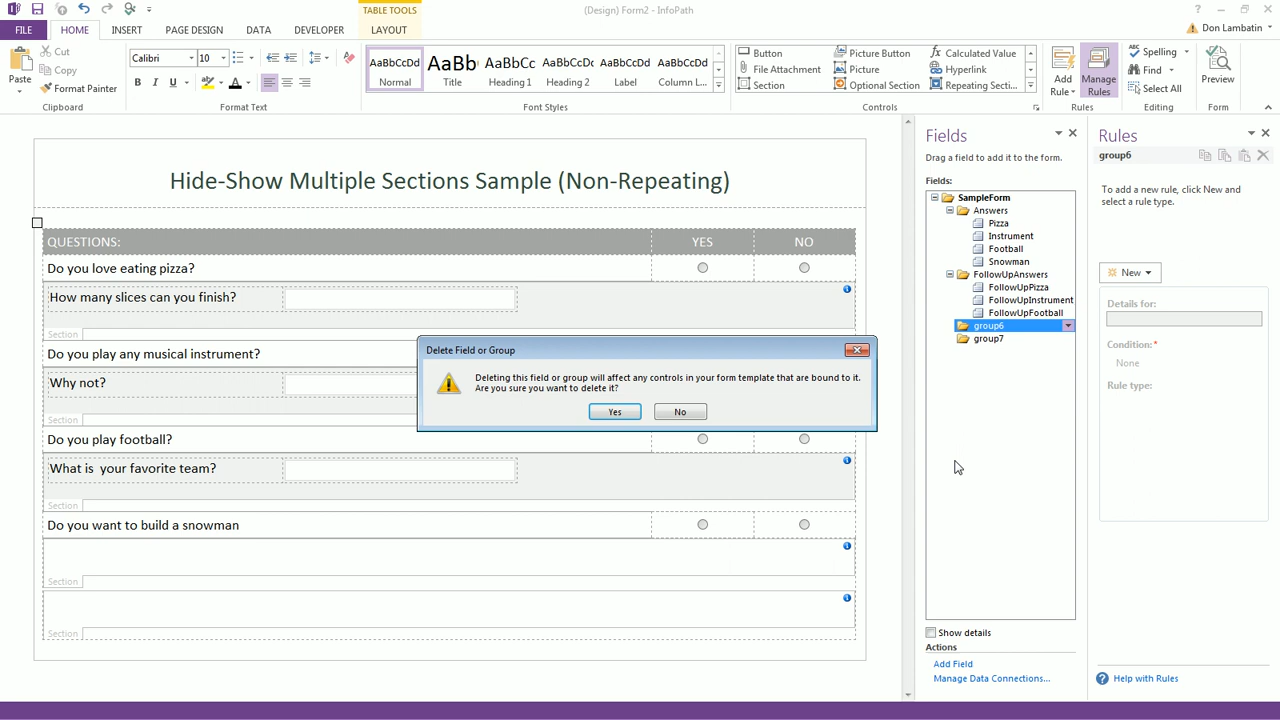 TABLE TOOLS
(Design) Form2 - InfoPath
FILE HOME INSERT PAGE DESIGN DATA DEVELOPER LAYOUT
Don Lambatin
Paste
Cut
Copy
Format Painter
Clipboard
Calibri 10
B I U A
Format Text
AaBbCcDd Normal
AaBb Title
AaBbCc Heading 1
AaBbCcDc Heading 2
AaBbCcDd Label
AaBbCcDd Column L...
Font Styles
Button
File Attachment
Section
Picture Button
Picture
Optional Section
Calculated Value
Hyperlink
Repeating Secti...
Controls
Add Rule
Manage Rules
Rules
Spelling
Find
Select All
Editing
Preview
Form
Hide-Show Multiple Sections Sample (Non-Repeating)
QUESTIONS: YES NO
Do you love eating pizza?
How many slices can you finish?
Section
Do you play any musical instrument?
Why not?
Section
Do you play football?
What is your favorite team?
Section
Do you want to build a snowman
Section
Section
Delete Field or Group
Deleting this field or group will affect any controls in your form template that are bound to it.
Are you sure you want to delete it?
Yes No
Fields
Drag a field to add it to the form.
Fields:
SampleForm
Answers
Pizza
Instrument
Football
Snowman
FollowUpAnswers
FollowUpPizza
FollowUpInstrument
FollowUpFootball
group6
group7
Show details
Actions
Add Field
Manage Data Connections...
Rules
group6
To add a new rule, click New and
select a rule type.
New
Details for:
Condition:*
None
Rule type:
Help with Rules